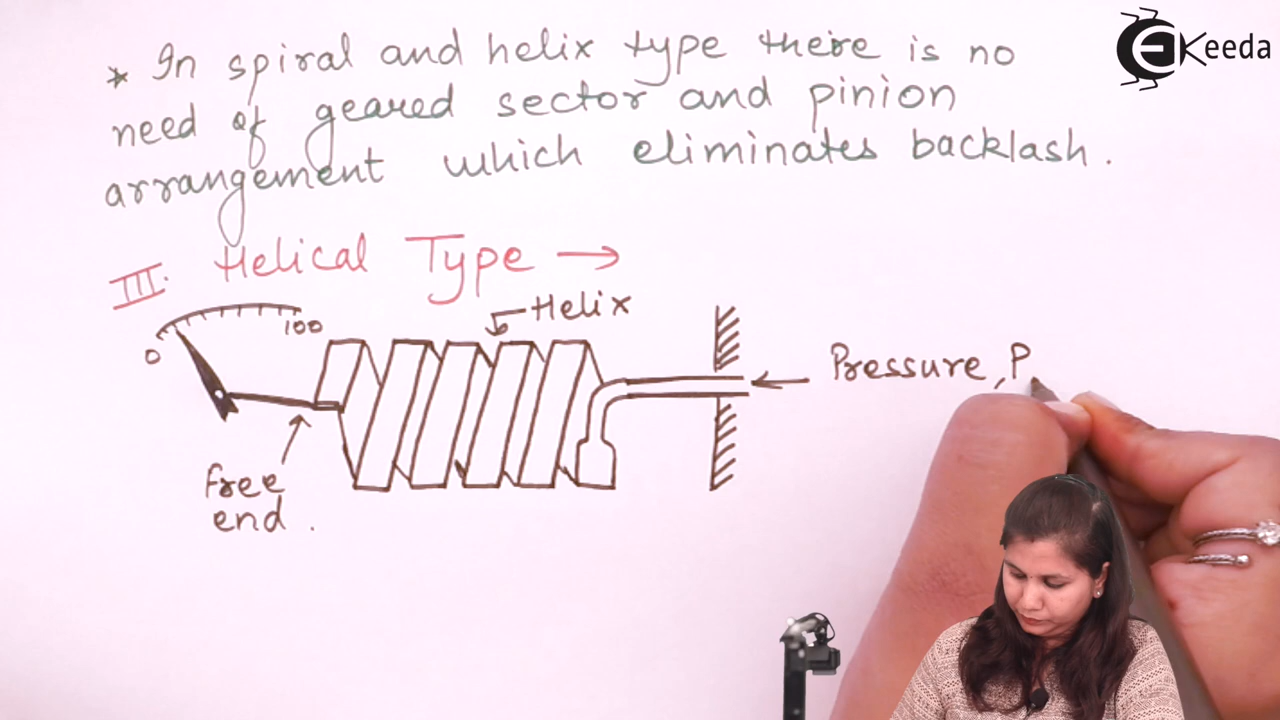 Keeda
* In spiral and helix type there is no
need of geared sector and pinion
arrangement which eliminates backlash.
III. Helical Type →
Helix
0
100
Pressure, P
Free
end.